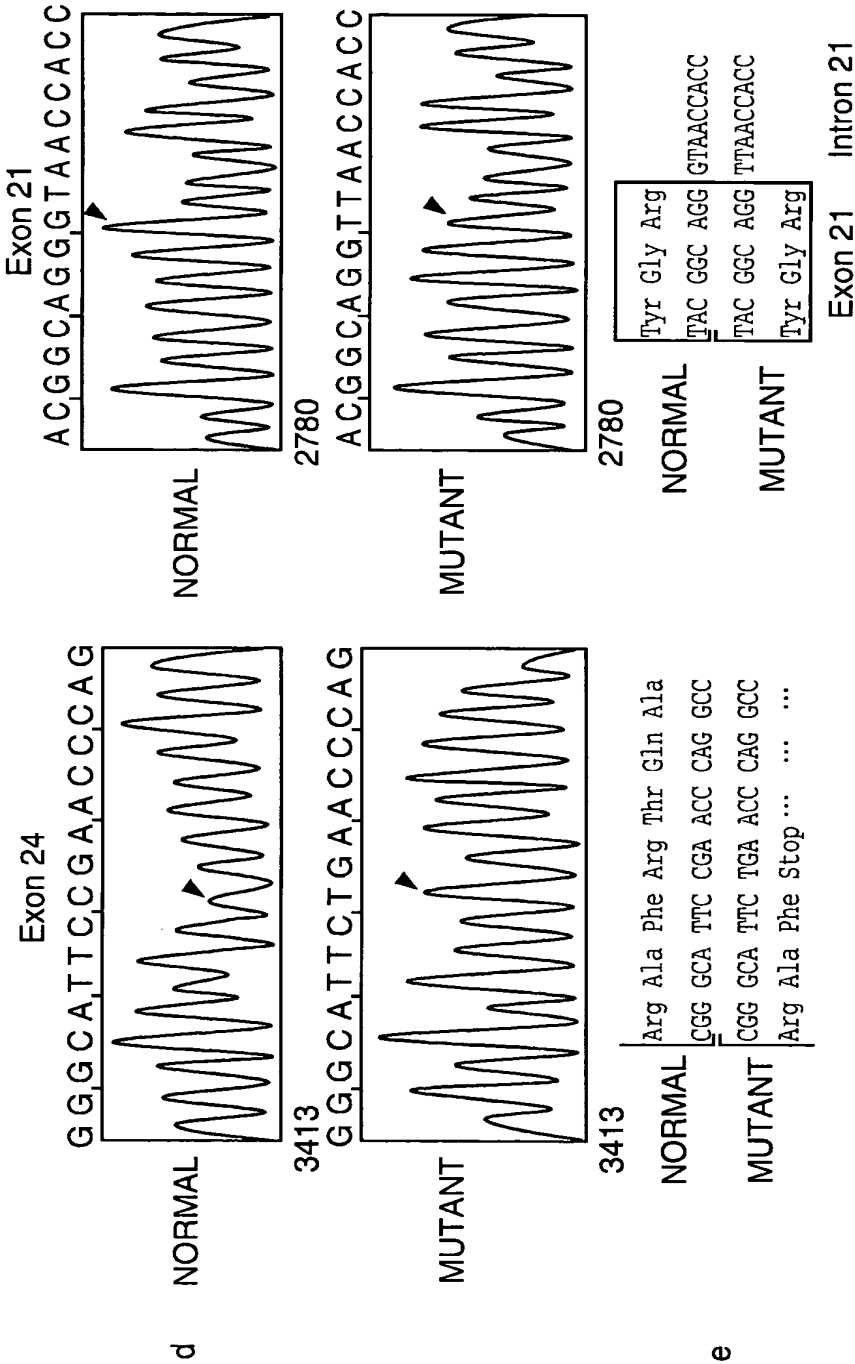 d
Exon 24
GGGCATTCCGAACCCAG
NORMAL
3413
GGGCATTCTGAACCCAG
MUTANT
3413
Exon 21
ACGGCAGGGTAACCACC
NORMAL
2780
ACGGCAGGTTAACCACC
MUTANT
2780
e
NORMAL
Arg Ala Phe Arg Thr Gln Ala
CGG GCA TTC CGA ACC CAG GCC
MUTANT
CGG GCA TTC TGA ACC CAG GCC
Arg Ala Phe Stop ... ... ...
NORMAL
Tyr Gly Arg
TAC GGC AGG GTAACCACC
MUTANT
TAC GGC AGG TTAACCACC
Tyr Gly Arg
Exon 21 Intron 21